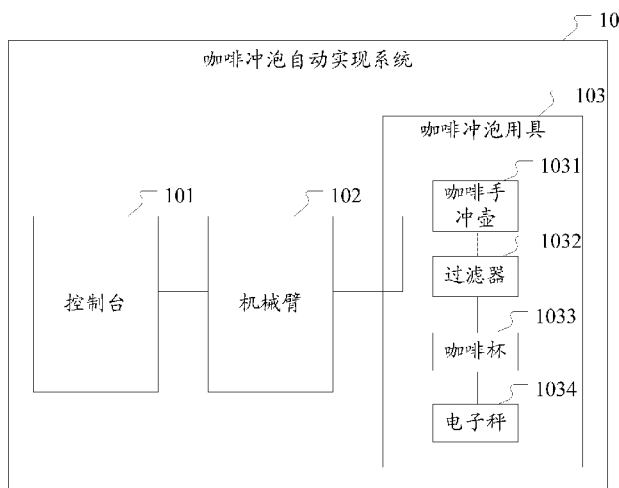 10
咖啡冲泡自动实现系统
103
咖啡冲泡用具
101
控制台
102
机械臂
1031
咖啡手
冲壶
1032
过滤器
1033
咖啡杯
1034
电子秤